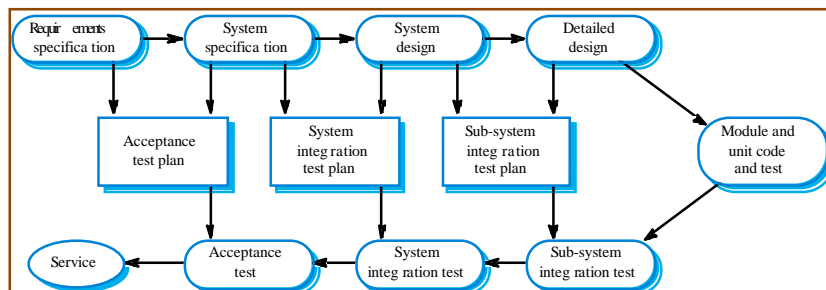 Requir ements
specifica tion
System
specifica tion
System
design
Detailed
design
Acceptance
test plan
System
integ ration
test plan
Sub-system
integ ration
test plan
Module and
unit code
and test
Service
Acceptance
test
System
integ ration test
Sub-system
integ ration test